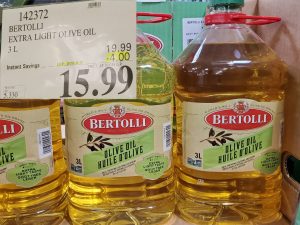 142372
BERTOLLI
EXTRA LIGHT OLIVE OIL
3 L
19.99
Instant Savings
-4.00
15.99
BERTOLLI
OLIVE OIL
HUILE D'OLIVE
3L
BERTOLLI
OLIVE OIL
HUILE D'OLIVE
3L